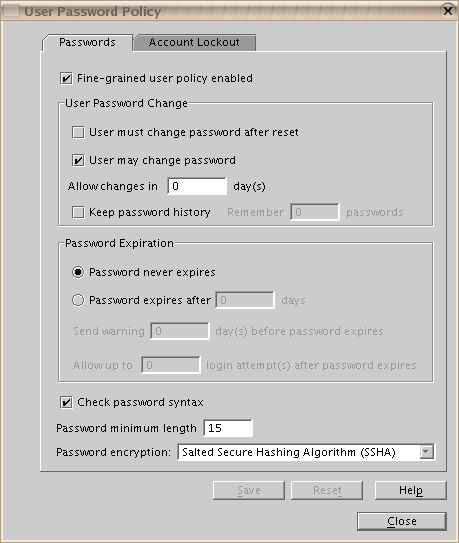 User Password Policy
Passwords Account Lockout
Fine-grained user policy enabled
User Password Change
User must change password after reset
User may change password
Allow changes in 0 day(s)
Keep password history Remember 0 passwords
Password Expiration
Password never expires
Password expires after 0 days
Send warning 0 day(s) before password expires
Allow up to 0 login attempt(s) after password expires
Check password syntax
Password minimum length 15
Password encryption: Salted Secure Hashing Algorithm (SSHA)
Save Reset Help
Close